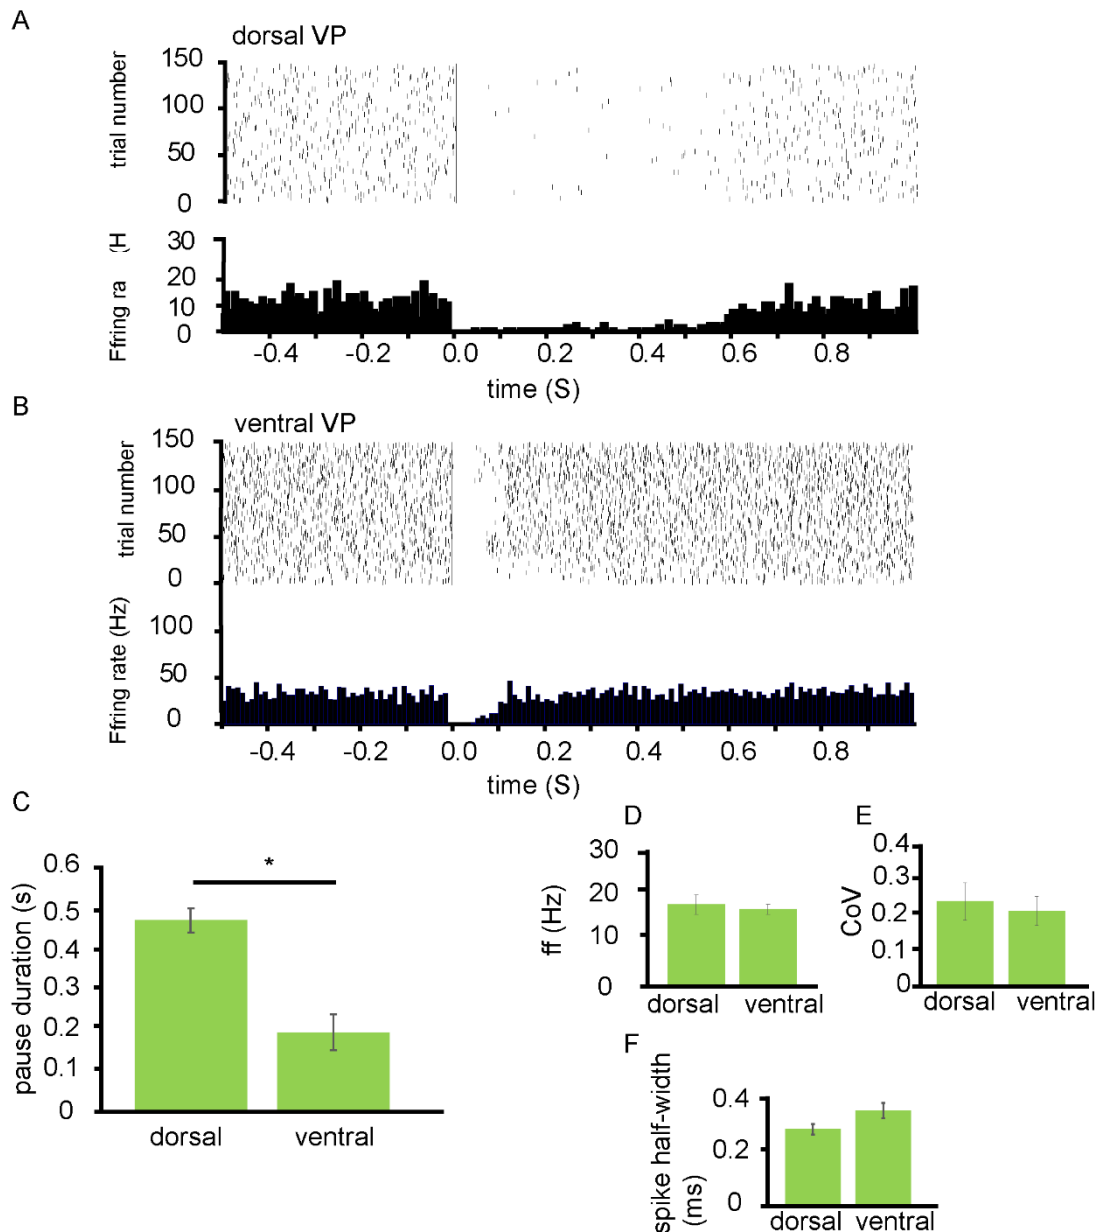 A
dorsal VP
trial number
150
100
50
0
Ffring ra (H
30
20
10
0
-0.4 -0.2 0.0 0.2 0.4 0.6 0.8
time (S)
B
ventral VP
trial number
150
100
50
0
Ffring rate (Hz)
100
50
0
-0.4 -0.2 0.0 0.2 0.4 0.6 0.8
time (S)
C
pause duration (s)
0.6
0.5
0.4
0.3
0.2
0.1
0
*
dorsal ventral
D
ff (Hz)
30
20
10
0
dorsal ventral
E
CoV
0.4
0.3
0.2
0.1
0
dorsal ventral
F
spike half-width
(ms)
0.4
0.2
0
dorsal ventral